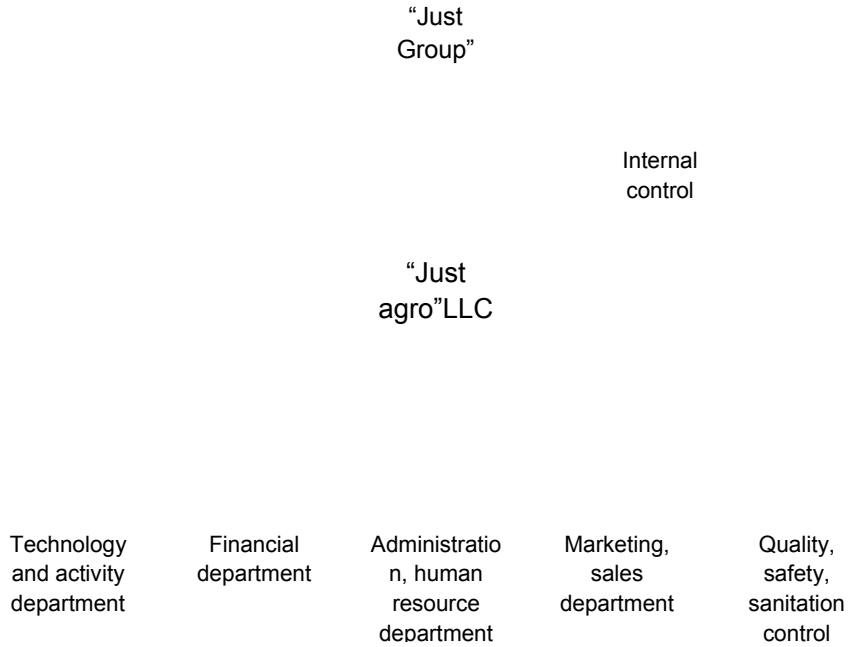 “Just
Group”
Internal
control
“Just
agro”LLC
Technology
and activity
department
Financial
department
Administratio
n, human
resource
department
Marketing,
sales
department
Quality,
safety,
sanitation
control